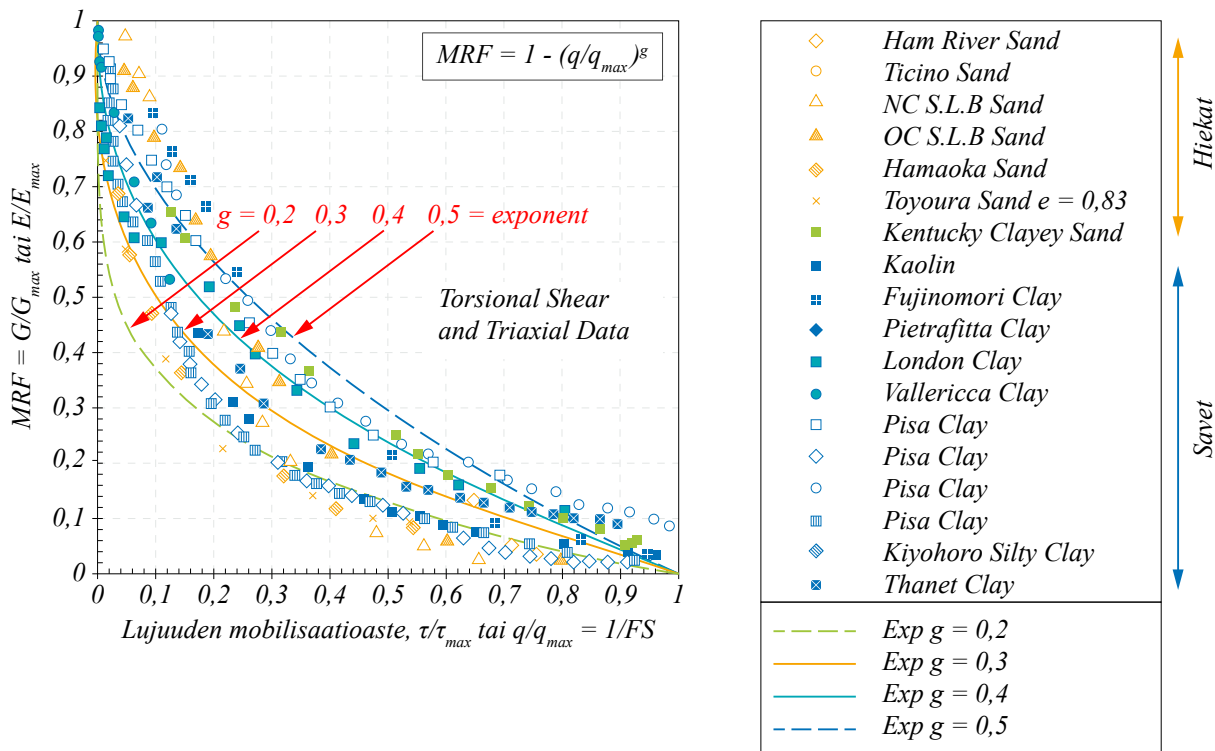 MRF = G/G_max tai E/E_max
1
0,9
0,8
0,7
0,6
0,5
0,4
0,3
0,2
0,1
0
MRF = 1 - (q/q_max)^g
g = 0,2 0,3 0,4 0,5 = exponent
Torsional Shear
and Triaxial Data
0 0,1 0,2 0,3 0,4 0,5 0,6 0,7 0,8 0,9 1
Lujuuden mobilisaatioaste, τ/τ_max tai q/q_max = 1/FS
Ham River Sand
Ticino Sand
NC S.L.B Sand
OC S.L.B Sand
Hamaoka Sand
Toyoura Sand e = 0,83
Kentucky Clayey Sand
Kaolin
Fujinomori Clay
Pietrafitta Clay
London Clay
Vallericca Clay
Pisa Clay
Pisa Clay
Pisa Clay
Pisa Clay
Kiyohoro Silty Clay
Thanet Clay
Hiekat
Savet
Exp g = 0,2
Exp g = 0,3
Exp g = 0,4
Exp g = 0,5